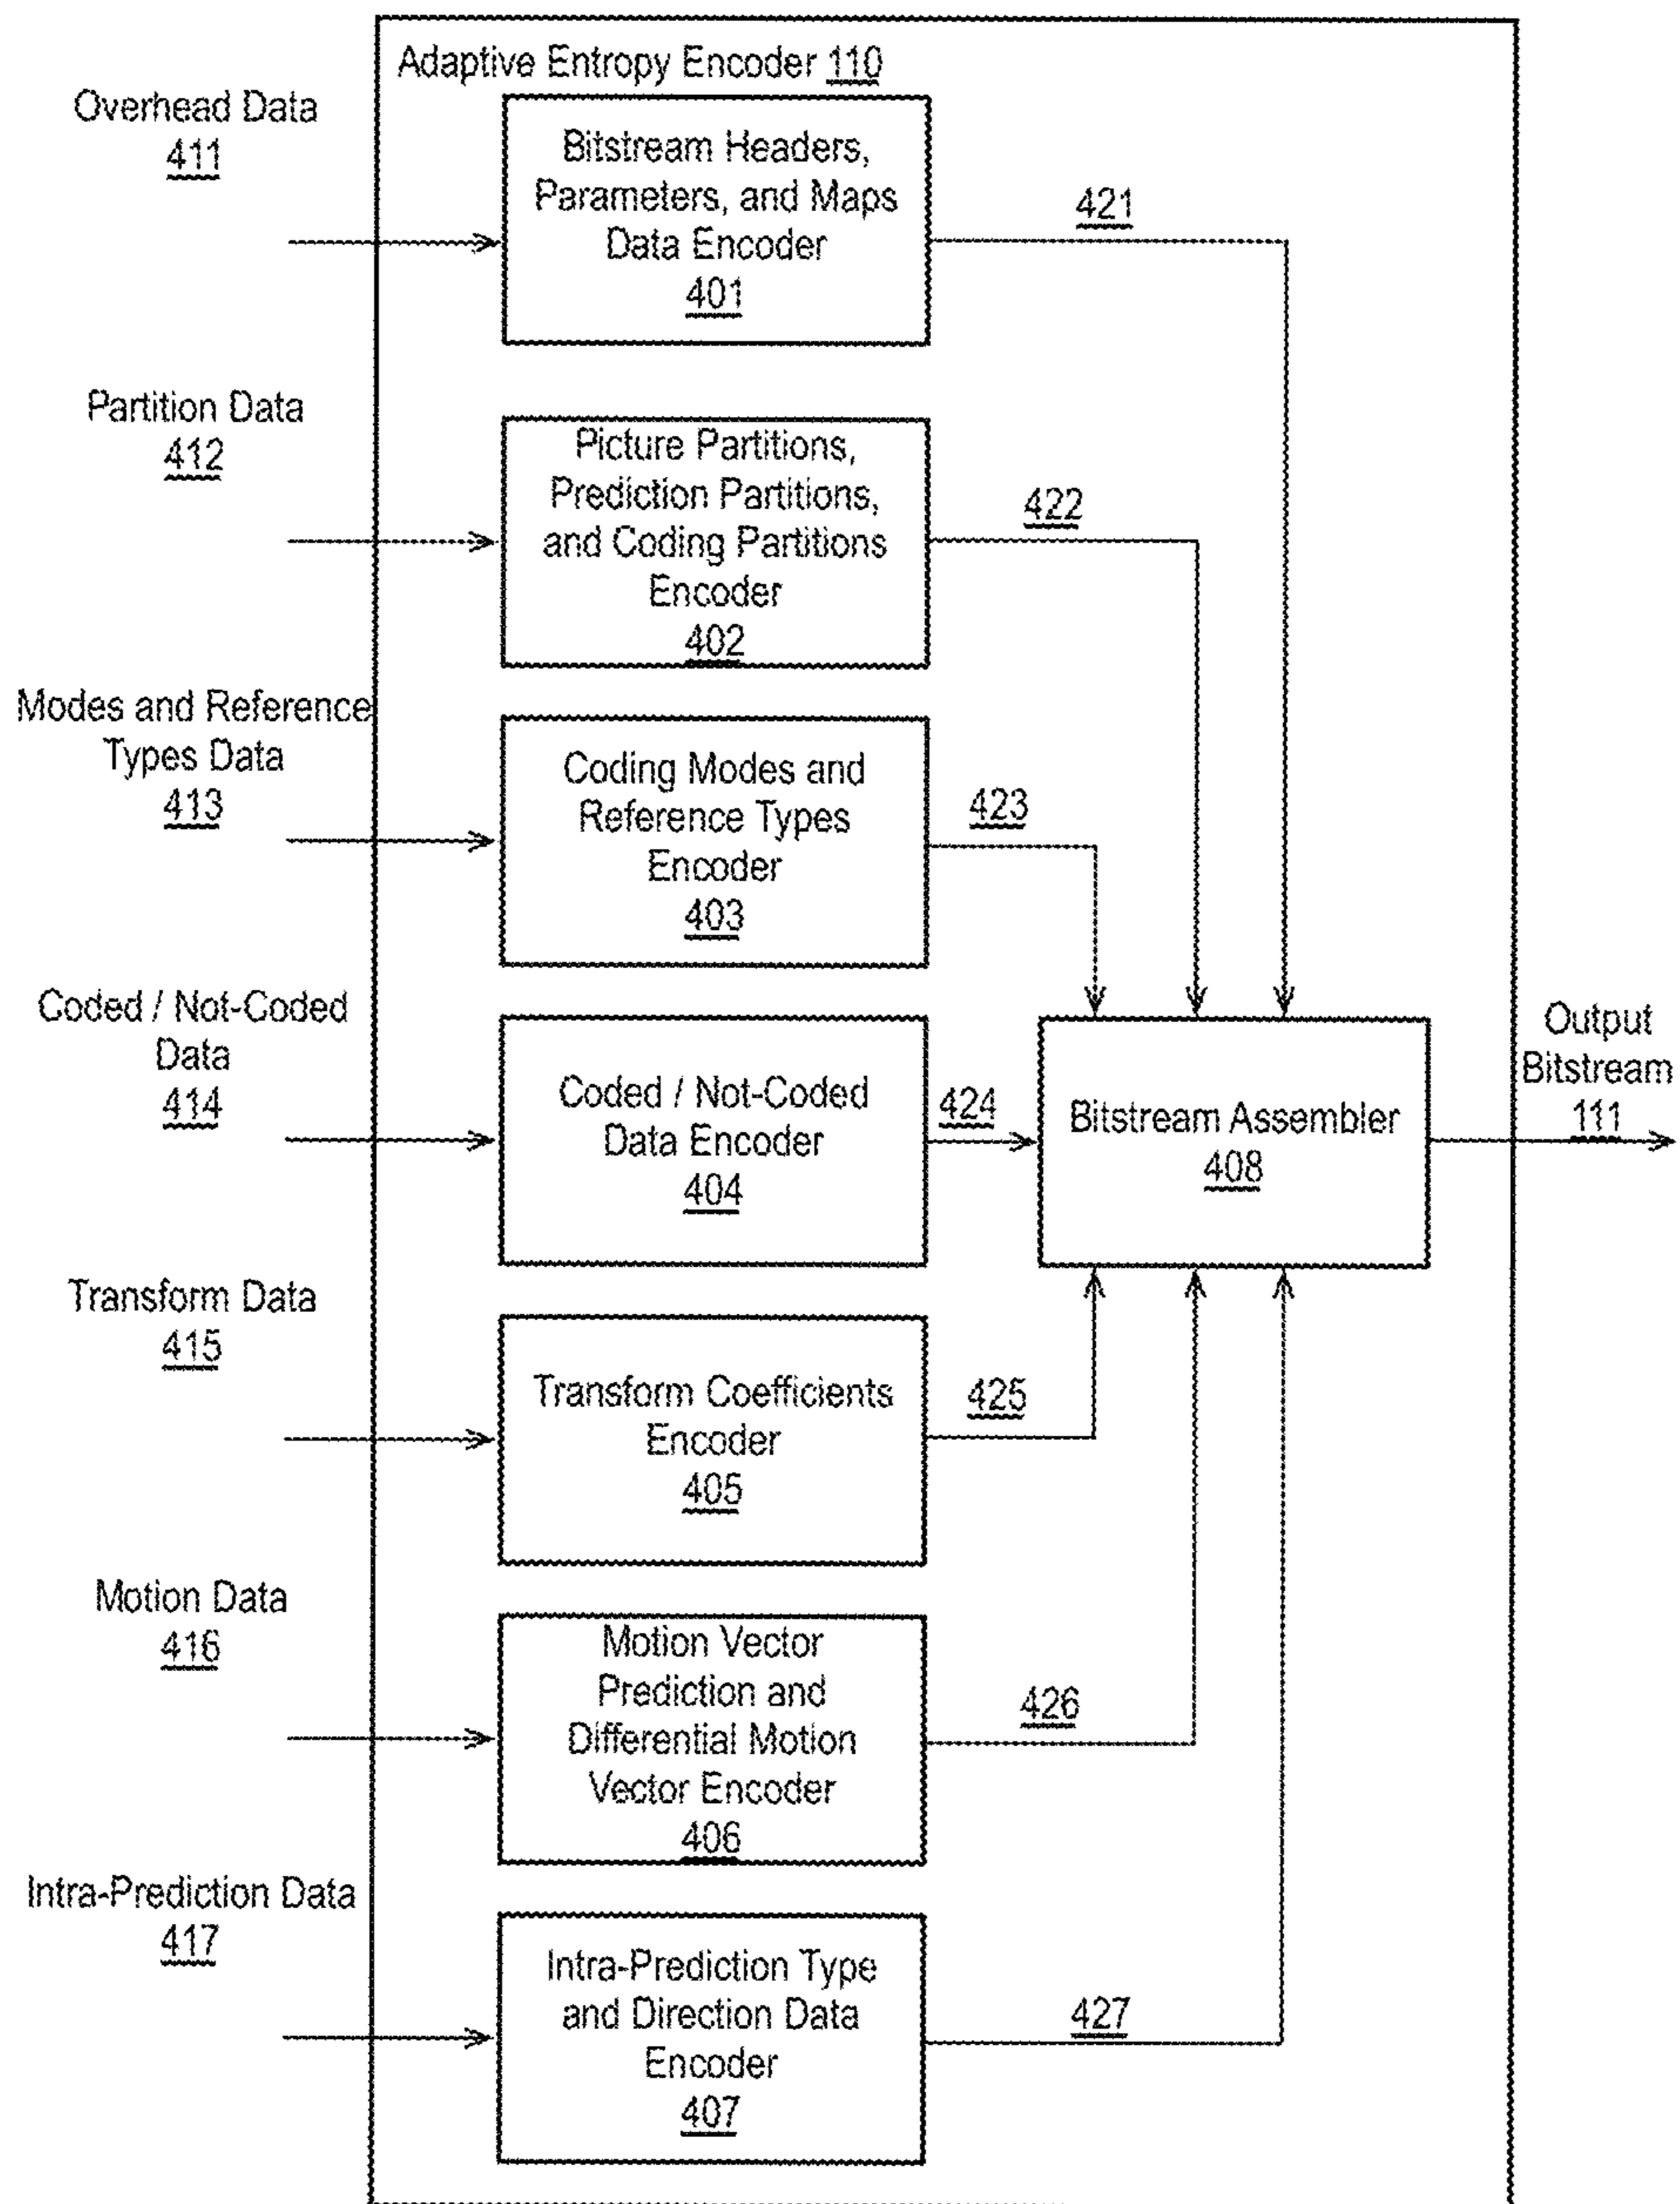 Adaptive Entropy Encoder 110
Overhead Data
411
Bitstream Headers,
Parameters, and Maps
Data Encoder
401
421
Partition Data
412
Picture Partitions,
Prediction Partitions,
and Coding Partitions
Encoder
402
422
Modes and Reference
Types Data
413
Coding Modes and
Reference Types
Encoder
403
423
Coded / Not-Coded
Data
414
Coded / Not-Coded
Data Encoder
404
424
Bitstream Assembler
408
Output
Bitstream
111
Transform Data
415
Transform Coefficients
Encoder
405
425
Motion Data
416
Motion Vector
Prediction and
Differential Motion
Vector Encoder
406
426
Intra-Prediction Data
417
Intra-Prediction Type
and Direction Data
Encoder
407
427